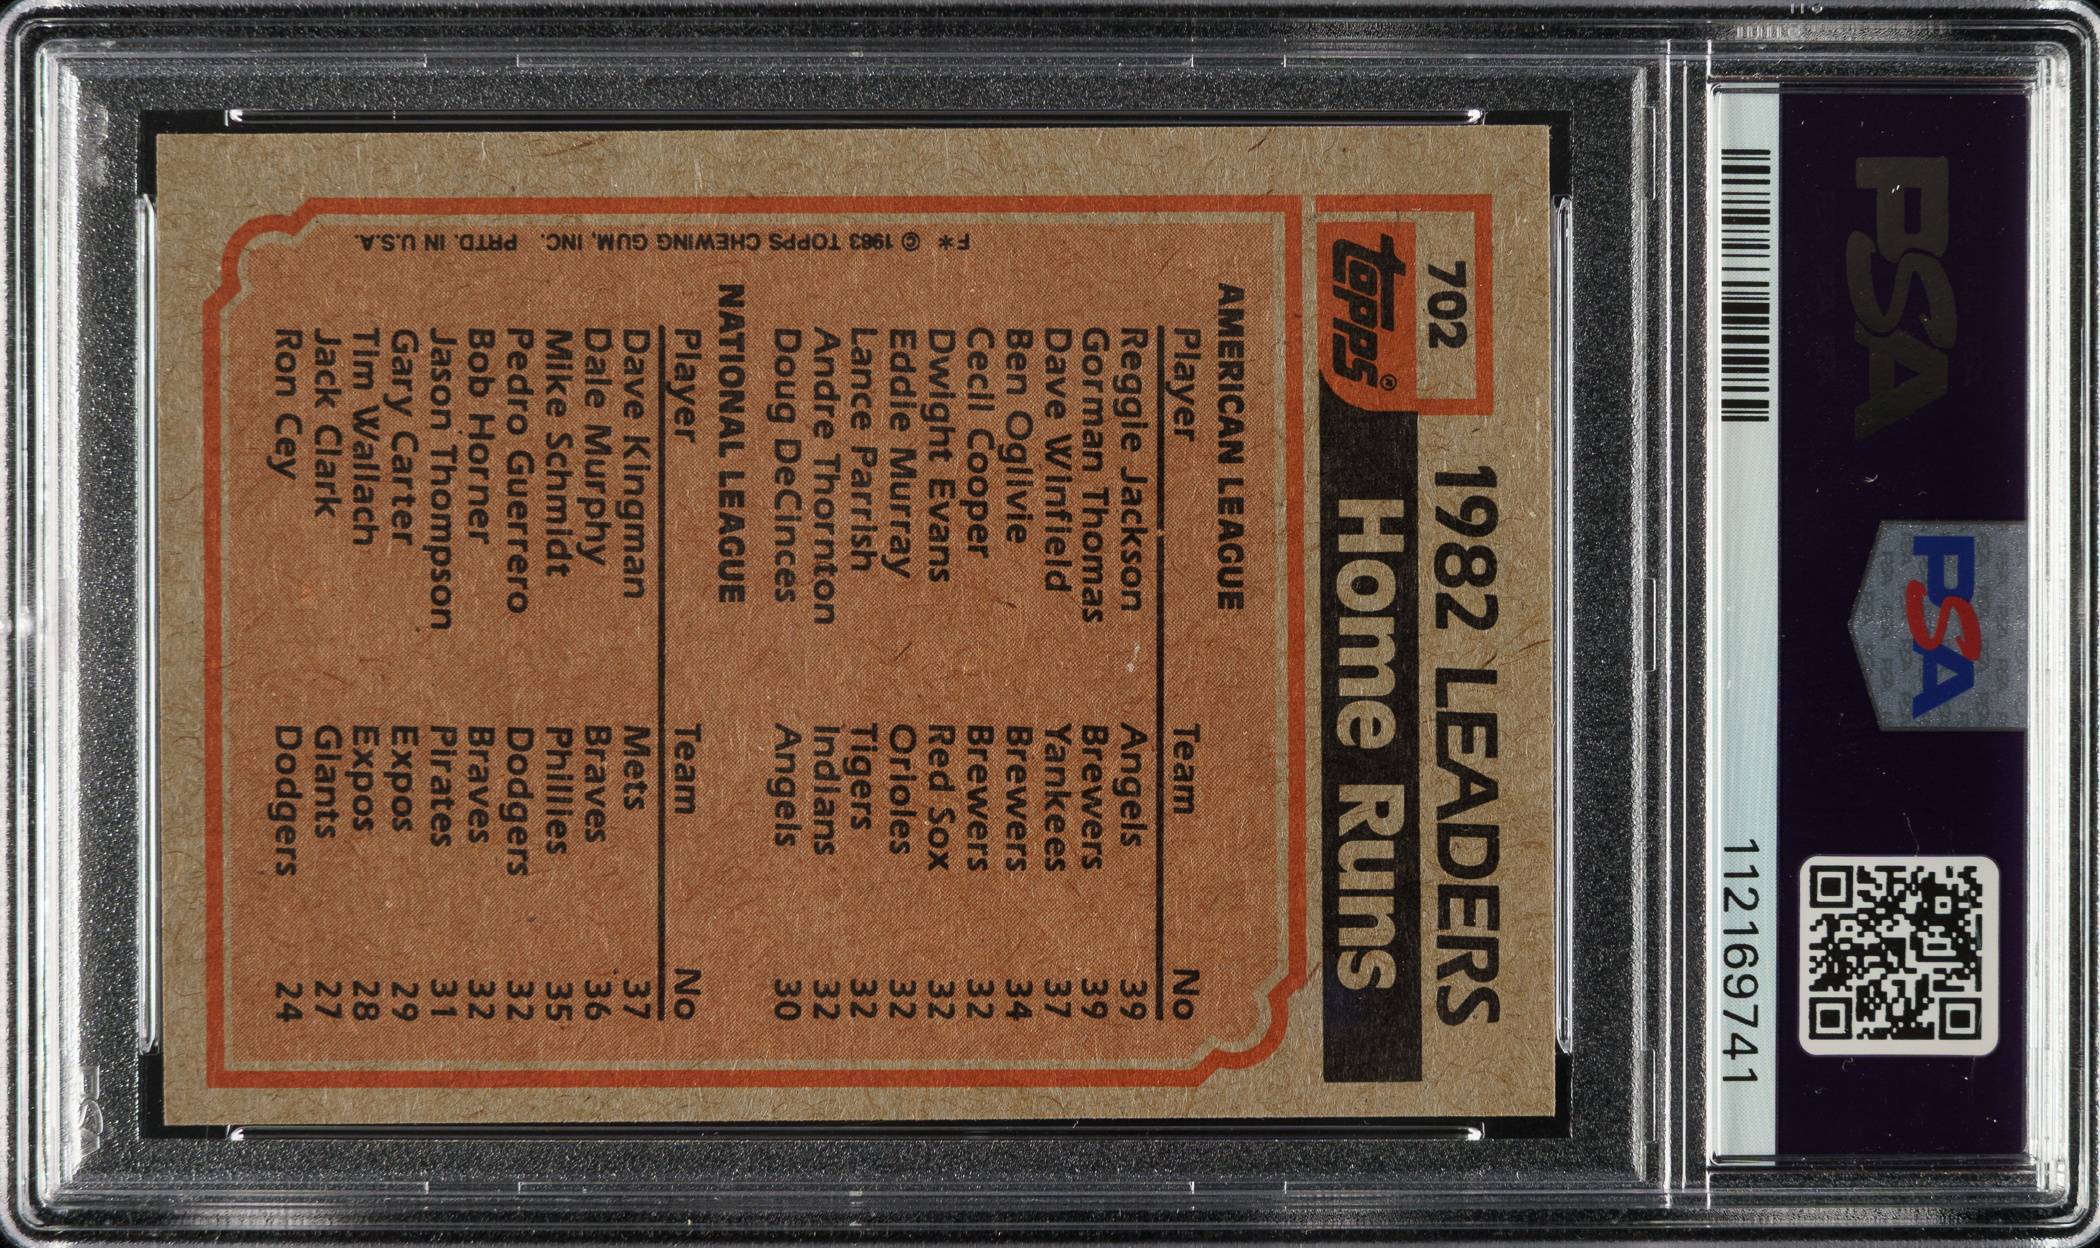 PSA
PSA
112169741
702
topps®
1982 LEADERS
Home Runs
AMERICAN LEAGUE
Player Team No
Reggie Jackson Angels 39
Gorman Thomas Brewers 39
Dave Winfield Yankees 37
Ben Oglivie Brewers 34
Cecil Cooper Brewers 32
Dwight Evans Red Sox 32
Eddie Murray Orioles 32
Lance Parrish Tigers 32
Andre Thornton Indians 32
Doug DeCinces Angels 30
NATIONAL LEAGUE
Player Team No
Dave Kingman Mets 37
Dale Murphy Braves 36
Mike Schmidt Phillies 35
Pedro Guerrero Dodgers 32
Bob Horner Braves 32
Jason Thompson Pirates 31
Gary Carter Expos 29
Tim Wallach Expos 28
Jack Clark Giants 27
Ron Cey Dodgers 24
F* © 1983 TOPPS CHEWING GUM, INC. PRTD. IN U.S.A.
PSA